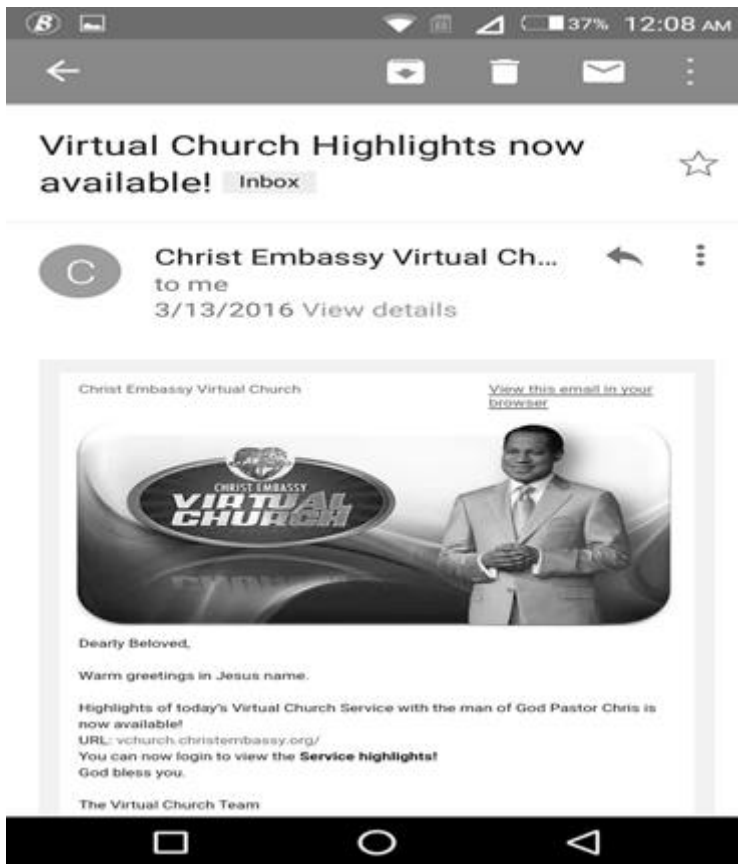 B 37% 12:08 AM
Virtual Church Highlights now
available! Inbox
C
Christ Embassy Virtual Ch...
to me
3/13/2016 View details
Christ Embassy Virtual Church
View this email in your
browser
CHRIST EMBASSY
VIRTUAL
CHURCH
Dearly Beloved,
Warm greetings in Jesus name.
Highlights of today's Virtual Church Service with the man of God Pastor Chris is
now available!
URL: vchurch.christembassy.org/
You can now login to view the Service highlights!
God bless you.
The Virtual Church Team